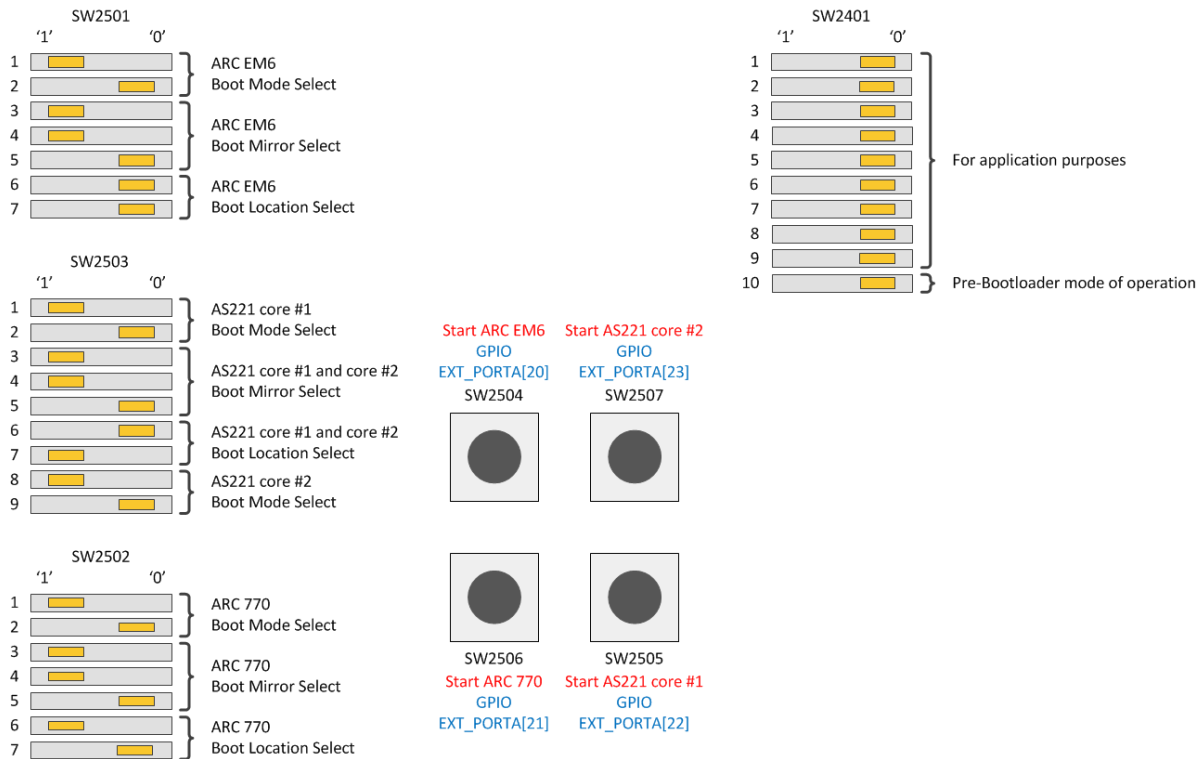 SW2501
‘1’ ‘0’
1
2
3
4
5
6
7
ARC EM6
Boot Mode Select
ARC EM6
Boot Mirror Select
ARC EM6
Boot Location Select
SW2503
‘1’ ‘0’
1
2
3
4
5
6
7
8
9
AS221 core #1
Boot Mode Select
AS221 core #1 and core #2
Boot Mirror Select
AS221 core #1 and core #2
Boot Location Select
AS221 core #2
Boot Mode Select
SW2502
‘1’ ‘0’
1
2
3
4
5
6
7
ARC 770
Boot Mode Select
ARC 770
Boot Mirror Select
ARC 770
Boot Location Select
Start ARC EM6
GPIO
EXT_PORTA[20]
SW2504
Start AS221 core #2
GPIO
EXT_PORTA[23]
SW2507
SW2506
Start ARC 770
GPIO
EXT_PORTA[21]
SW2505
Start AS221 core #1
GPIO
EXT_PORTA[22]
SW2401
‘1’ ‘0’
1
2
3
4
5
6
7
8
9
10
For application purposes
Pre-Bootloader mode of operation